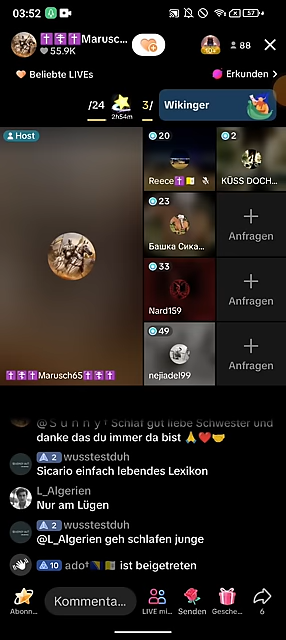 03:52
57
✝️✝️✝️Marusc...
55.9K
88
Beliebte LIVEs
Erkunden >
/24
2h54m
3/
Wikinger
Host
20
2
Reece✝️
KÜSS DOCH...
23
Башка Сика...
Anfragen
33
Nard159
Anfragen
49
nejiadel99
Anfragen
✝️✝️✝️Marusch65✝️✝️✝️
@S u n n y ✝ Schlaf gut liebe Schwester und
danke das du immer da bist 🙏❤️🤝
2 wusstestduh
Sicario einfach lebendes Lexikon
L_Algerien
Nur am Lügen
2 wusstestduh
@L_Algerien geh schlafen junge
10 ado✝ ist beigetreten
Abonn...
Kommenta...
LIVE mi...
Senden
Gesche...
6